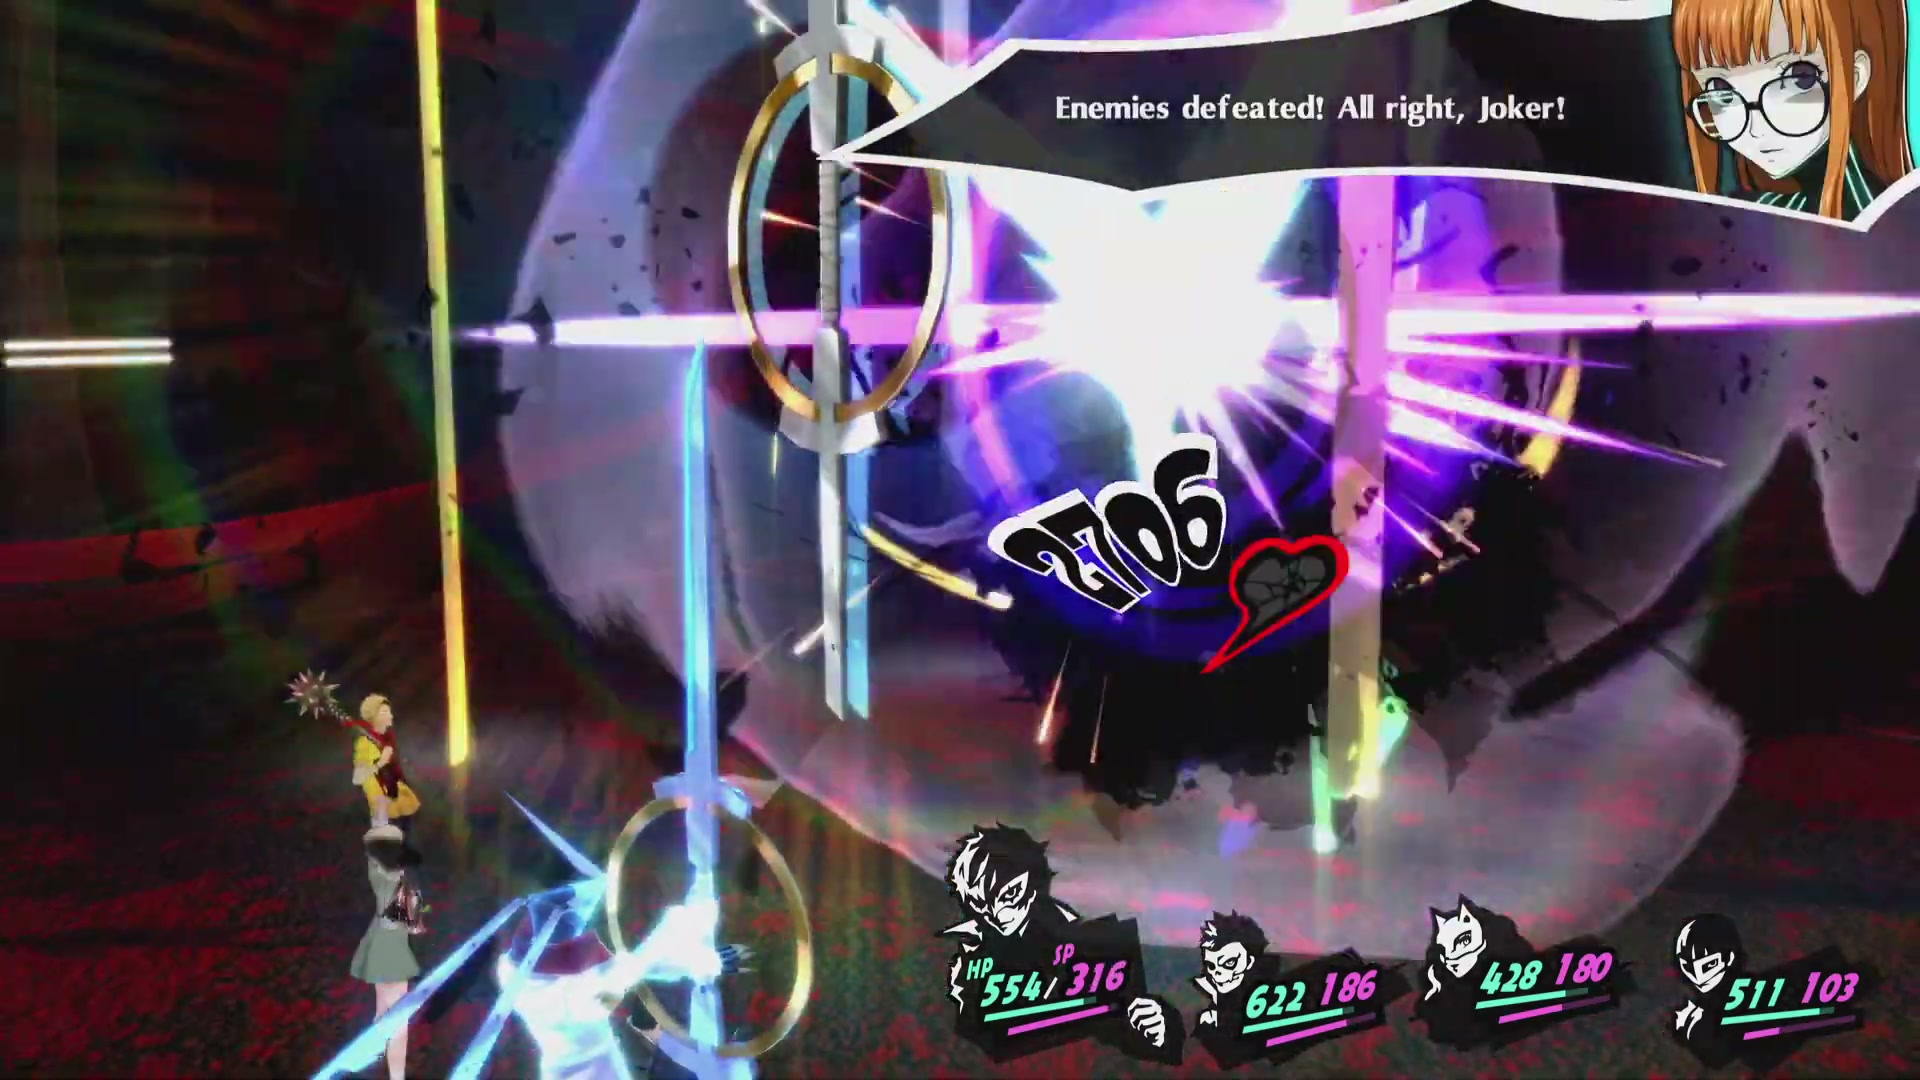 Enemies defeated! All right, Joker!
2706
HP 554/ SP 316
622 186
428 180
511 103